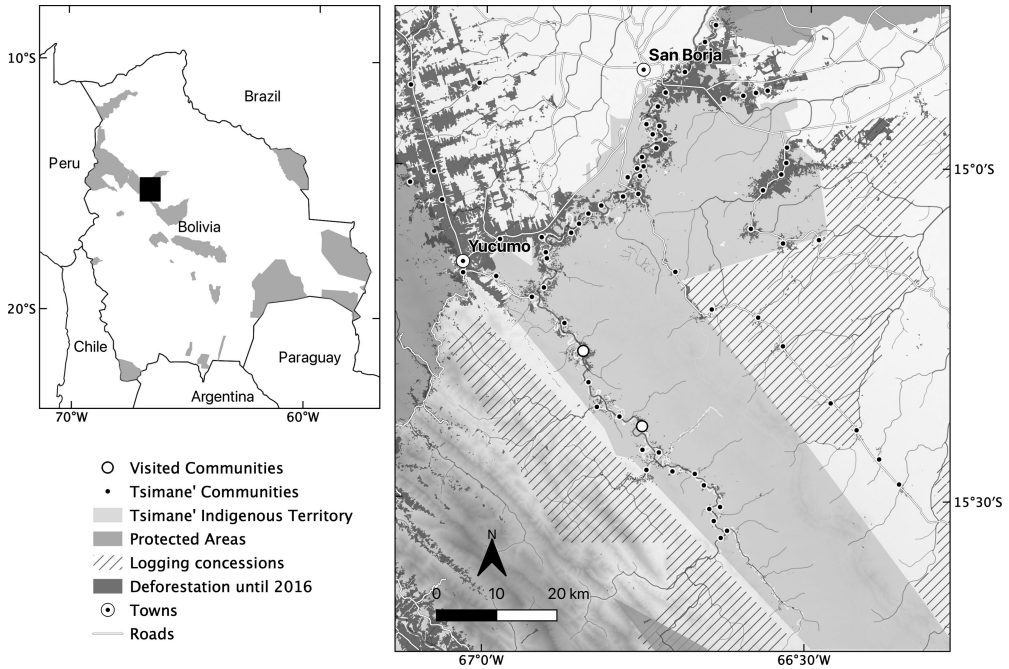 10°S
Brazil
Peru
Bolivia
20°S
Chile
Paraguay
Argentina
70°W
60°W
San Borja
15°0'S
Yucumo
15°30'S
N
0 10 20 km
67°0'W
66°30'W
Visited Communities
Tsimane' Communities
Tsimane' Indigenous Territory
Protected Areas
Logging concessions
Deforestation until 2016
Towns
Roads